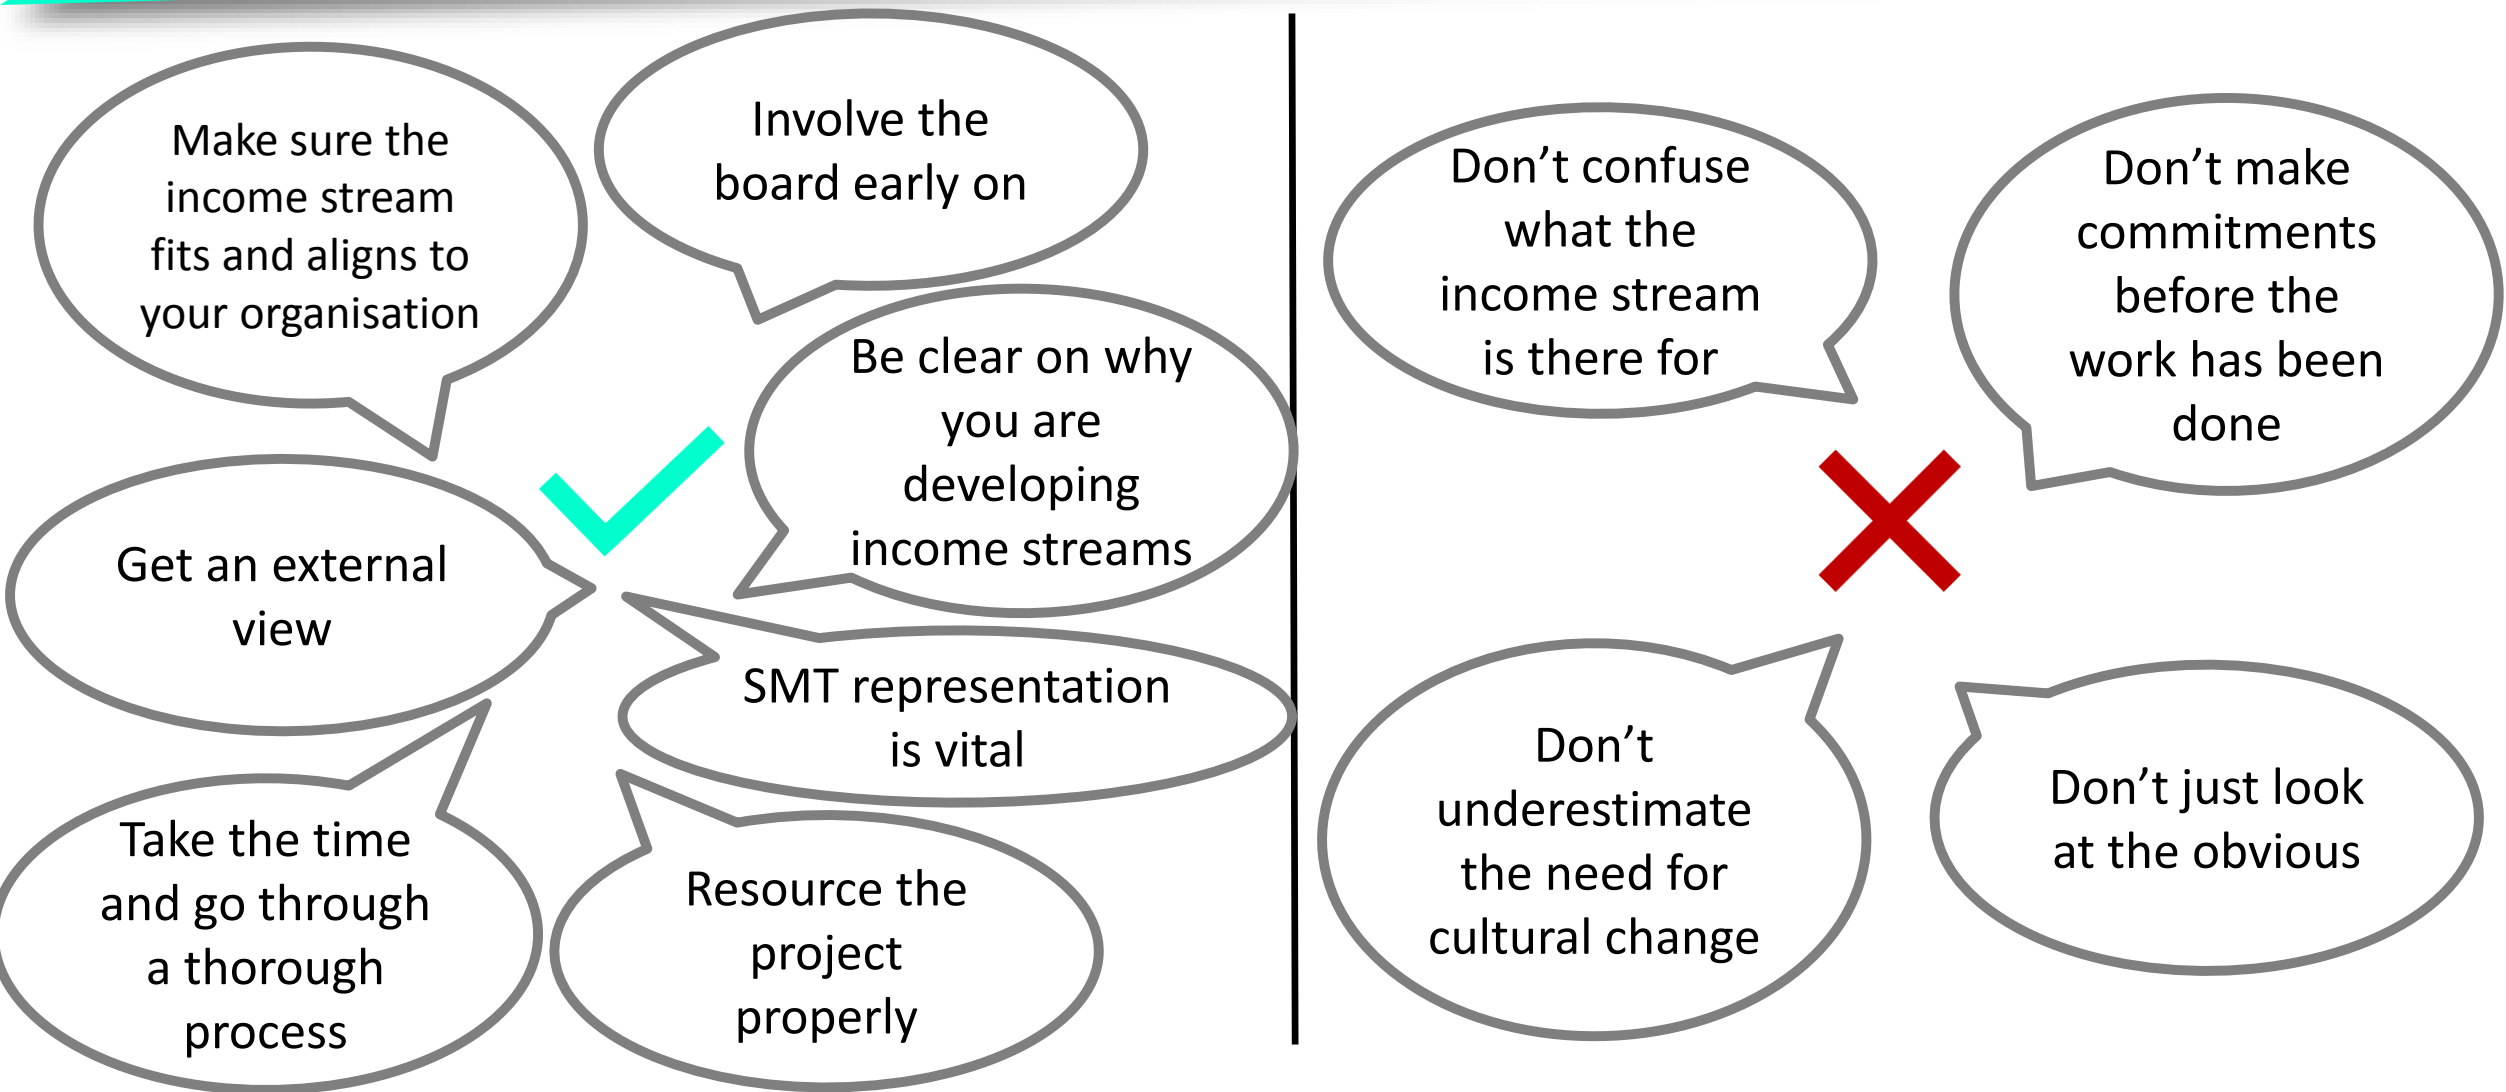 Make sure the
income stream
fits and aligns to
your organisation
Involve the
board early on
Be clear on why
you are
developing
income streams
Get an external
view
SMT representation
is vital
Take the time
and go through
a thorough
process
Resource the
project
properly
Don’t confuse
what the
income stream
is there for
Don’t make
commitments
before the
work has been
done
Don’t
underestimate
the need for
cultural change
Don’t just look
at the obvious